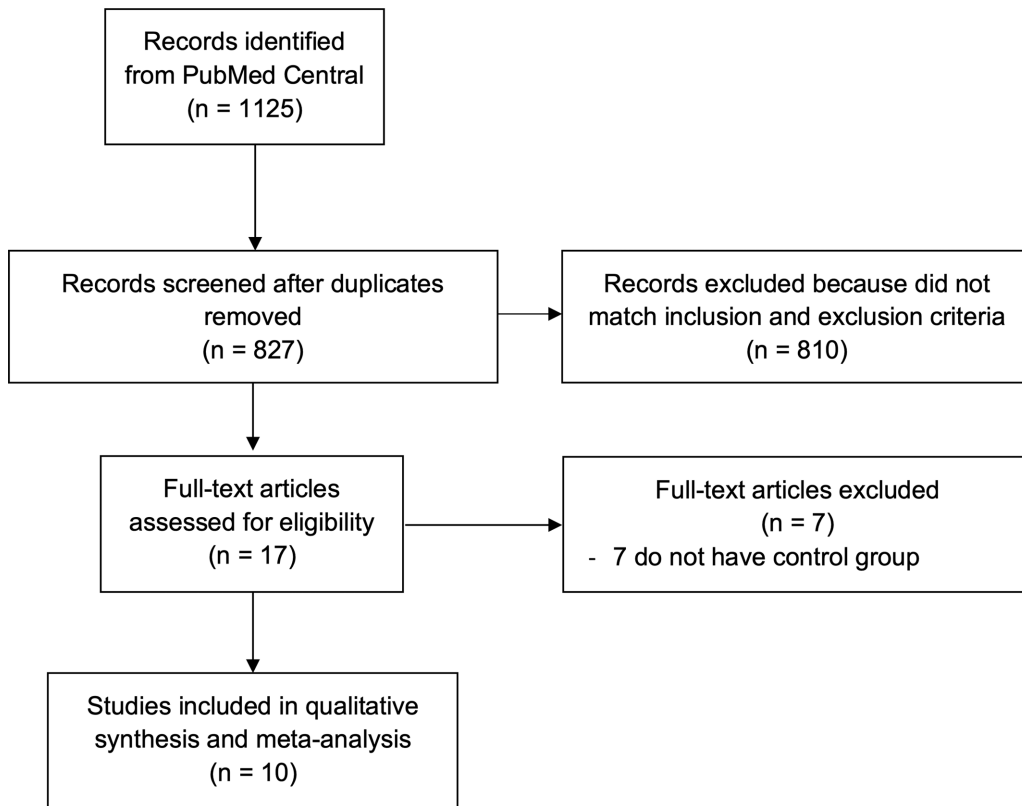 Records identified
from PubMed Central
(n = 1125)
Records screened after duplicates
removed
(n = 827)
Records excluded because did not
match inclusion and exclusion criteria
(n = 810)
Full-text articles
assessed for eligibility
(n = 17)
Full-text articles excluded
(n = 7)
- 7 do not have control group
Studies included in qualitative
synthesis and meta-analysis
(n = 10)